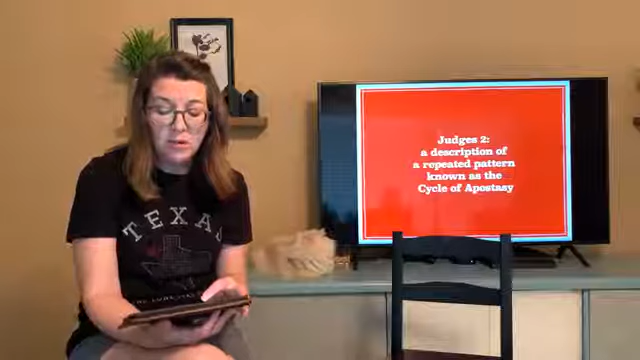 TEXAS
Judges 2:
a description of
a repeated pattern
known as the
Cycle of Apostasy